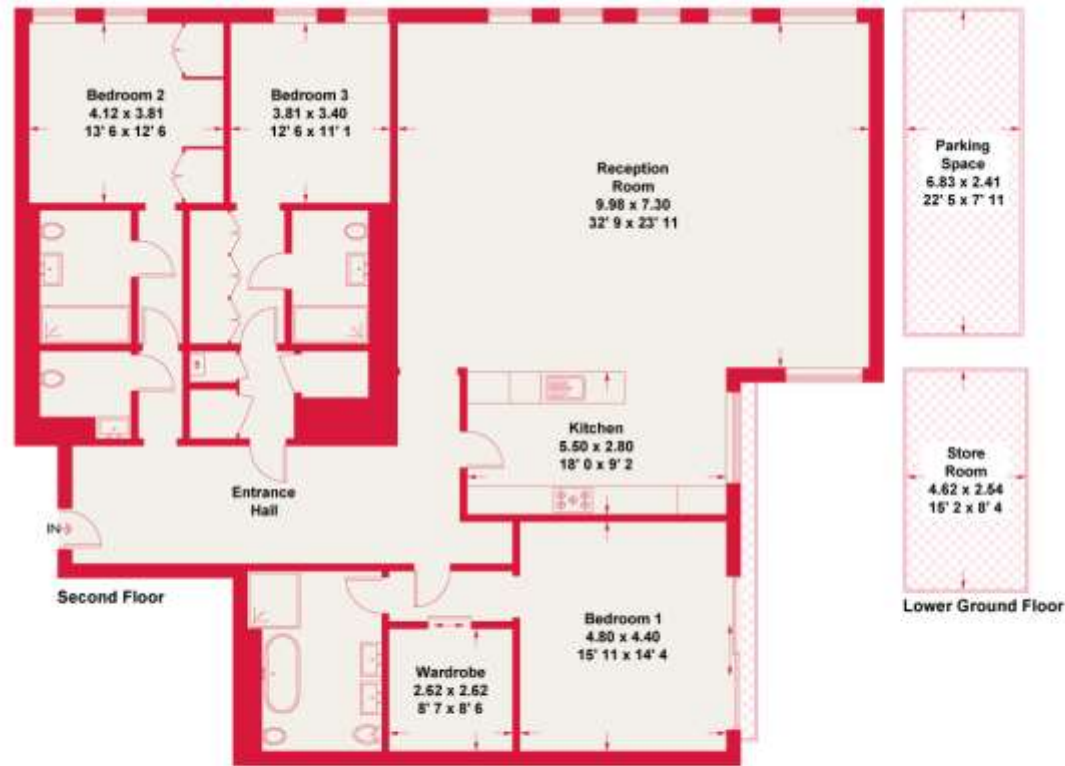 Bedroom 2
4.12 x 3.81
13' 6 x 12' 6
Bedroom 3
3.81 x 3.40
12' 6 x 11' 1
Reception
Room
9.98 x 7.30
32' 9 x 23' 11
Parking
Space
6.83 x 2.41
22' 5 x 7' 11
Kitchen
5.50 x 2.80
18' 0 x 9' 2
Store
Room
4.62 x 2.54
15' 2 x 8' 4
Entrance
Hall
IN
Second Floor
Lower Ground Floor
Bedroom 1
4.80 x 4.40
15' 11 x 14' 4
Wardrobe
2.62 x 2.62
8' 7 x 8' 6